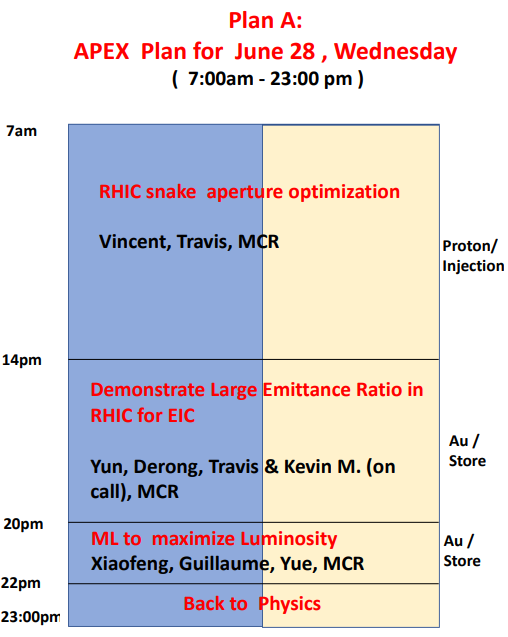 Plan A:
APEX Plan for June 28 , Wednesday
( 7:00am - 23:00 pm )
7am
RHIC snake aperture optimization
Vincent, Travis, MCR
Proton/
Injection
14pm
Demonstrate Large Emittance Ratio in
RHIC for EIC
Yun, Derong, Travis & Kevin M. (on
call), MCR
Au /
Store
20pm
ML to maximize Luminosity
Xiaofeng, Guillaume, Yue, MCR
Au /
Store
22pm
Back to Physics
23:00pm